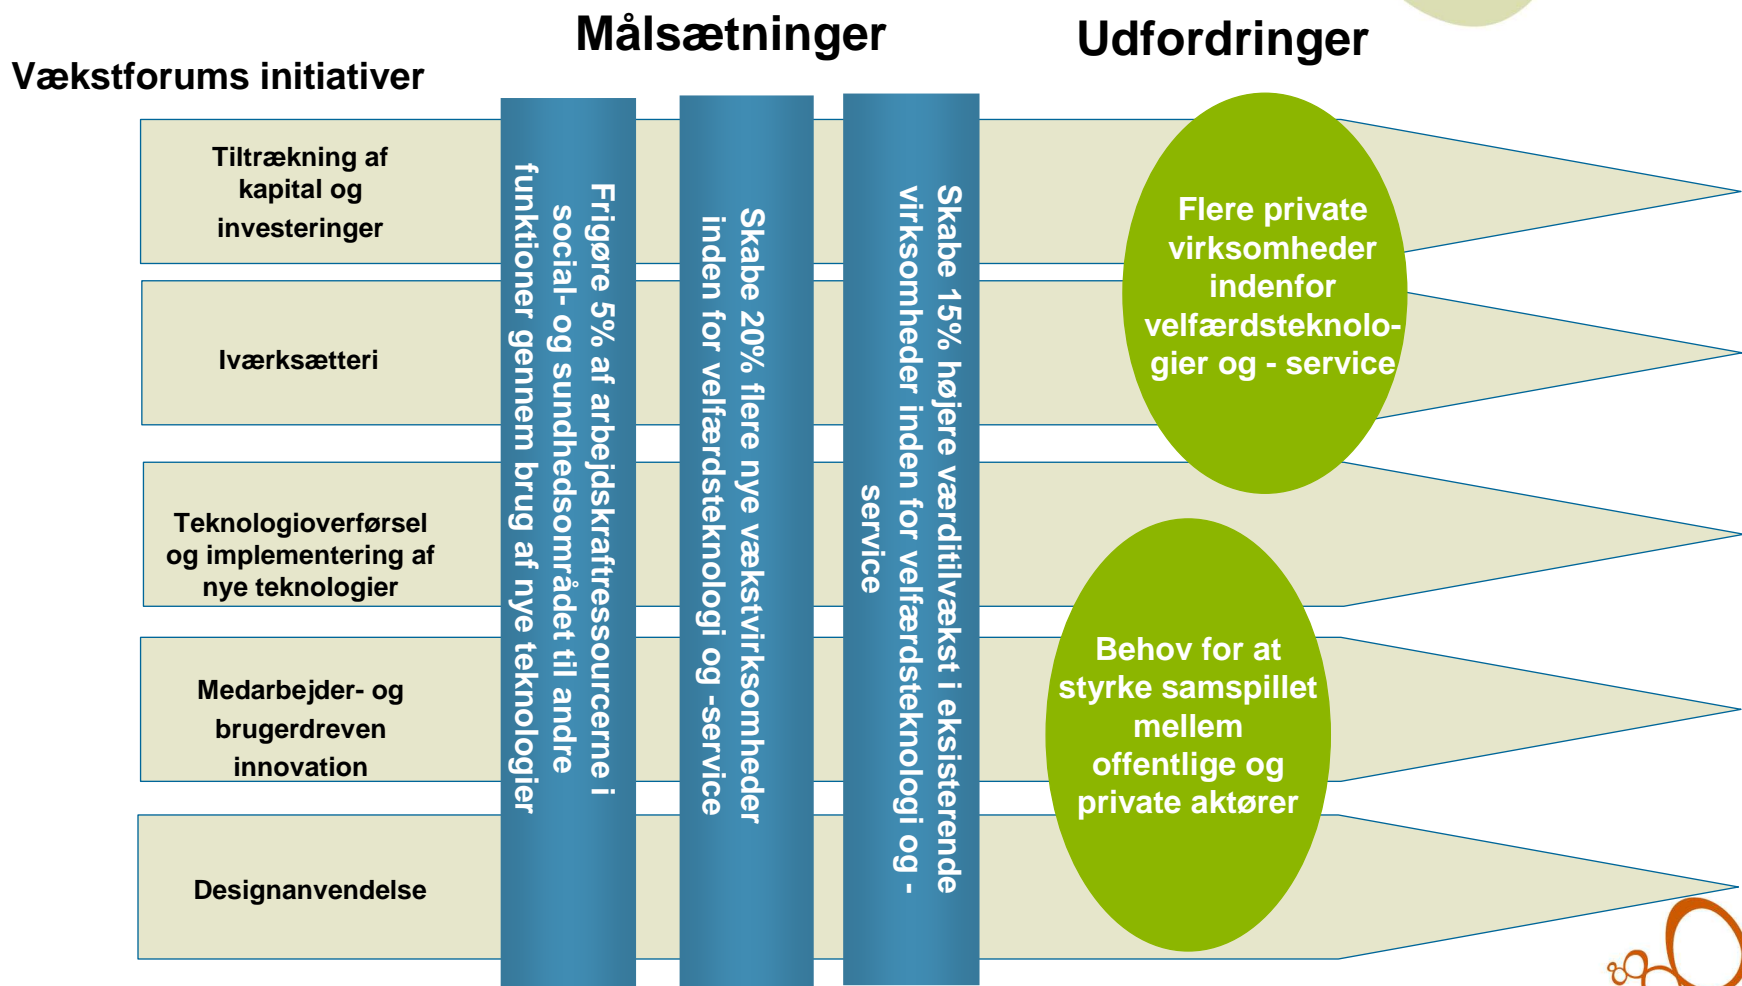 Målsætninger
Udfordringer
Vækstforums initiativer
Tiltrækning af
kapital og
investeringer
Iværksætteri
Teknologioverførsel
og implementering af
nye teknologier
Medarbejder- og
brugerdreven
innovation
Designanvendelse
Frigøre 5% af arbejdskraftressourcerne i
social- og sundhedsområdet til andre
funktioner gennem brug af nye teknologier
Skabe 20% flere nye vækstvirksomheder
inden for velfærdsteknologi og -service
Skabe 15% højere værditilvækst i eksisterende
virksomheder inden for velfærdsteknologi og -
service
Flere private
virksomheder
indenfor
velfærdsteknolo-
gier og - service
Behov for at
styrke samspillet
mellem
offentlige og
private aktører